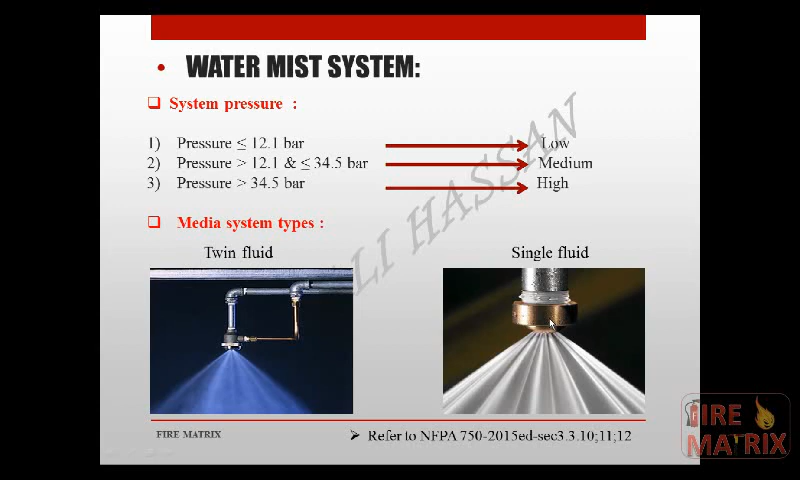 • WATER MIST SYSTEM:
❑ System pressure :
1) Pressure ≤ 12.1 bar Low
2) Pressure > 12.1 & ≤ 34.5 bar Medium
3) Pressure > 34.5 bar High
❑ Media system types :
Twin fluid Single fluid
ALI HASSAN
FIRE MATRIX
➢ Refer to NFPA 750-2015ed-sec3.3.10;11;12
FIRE
MATRIX